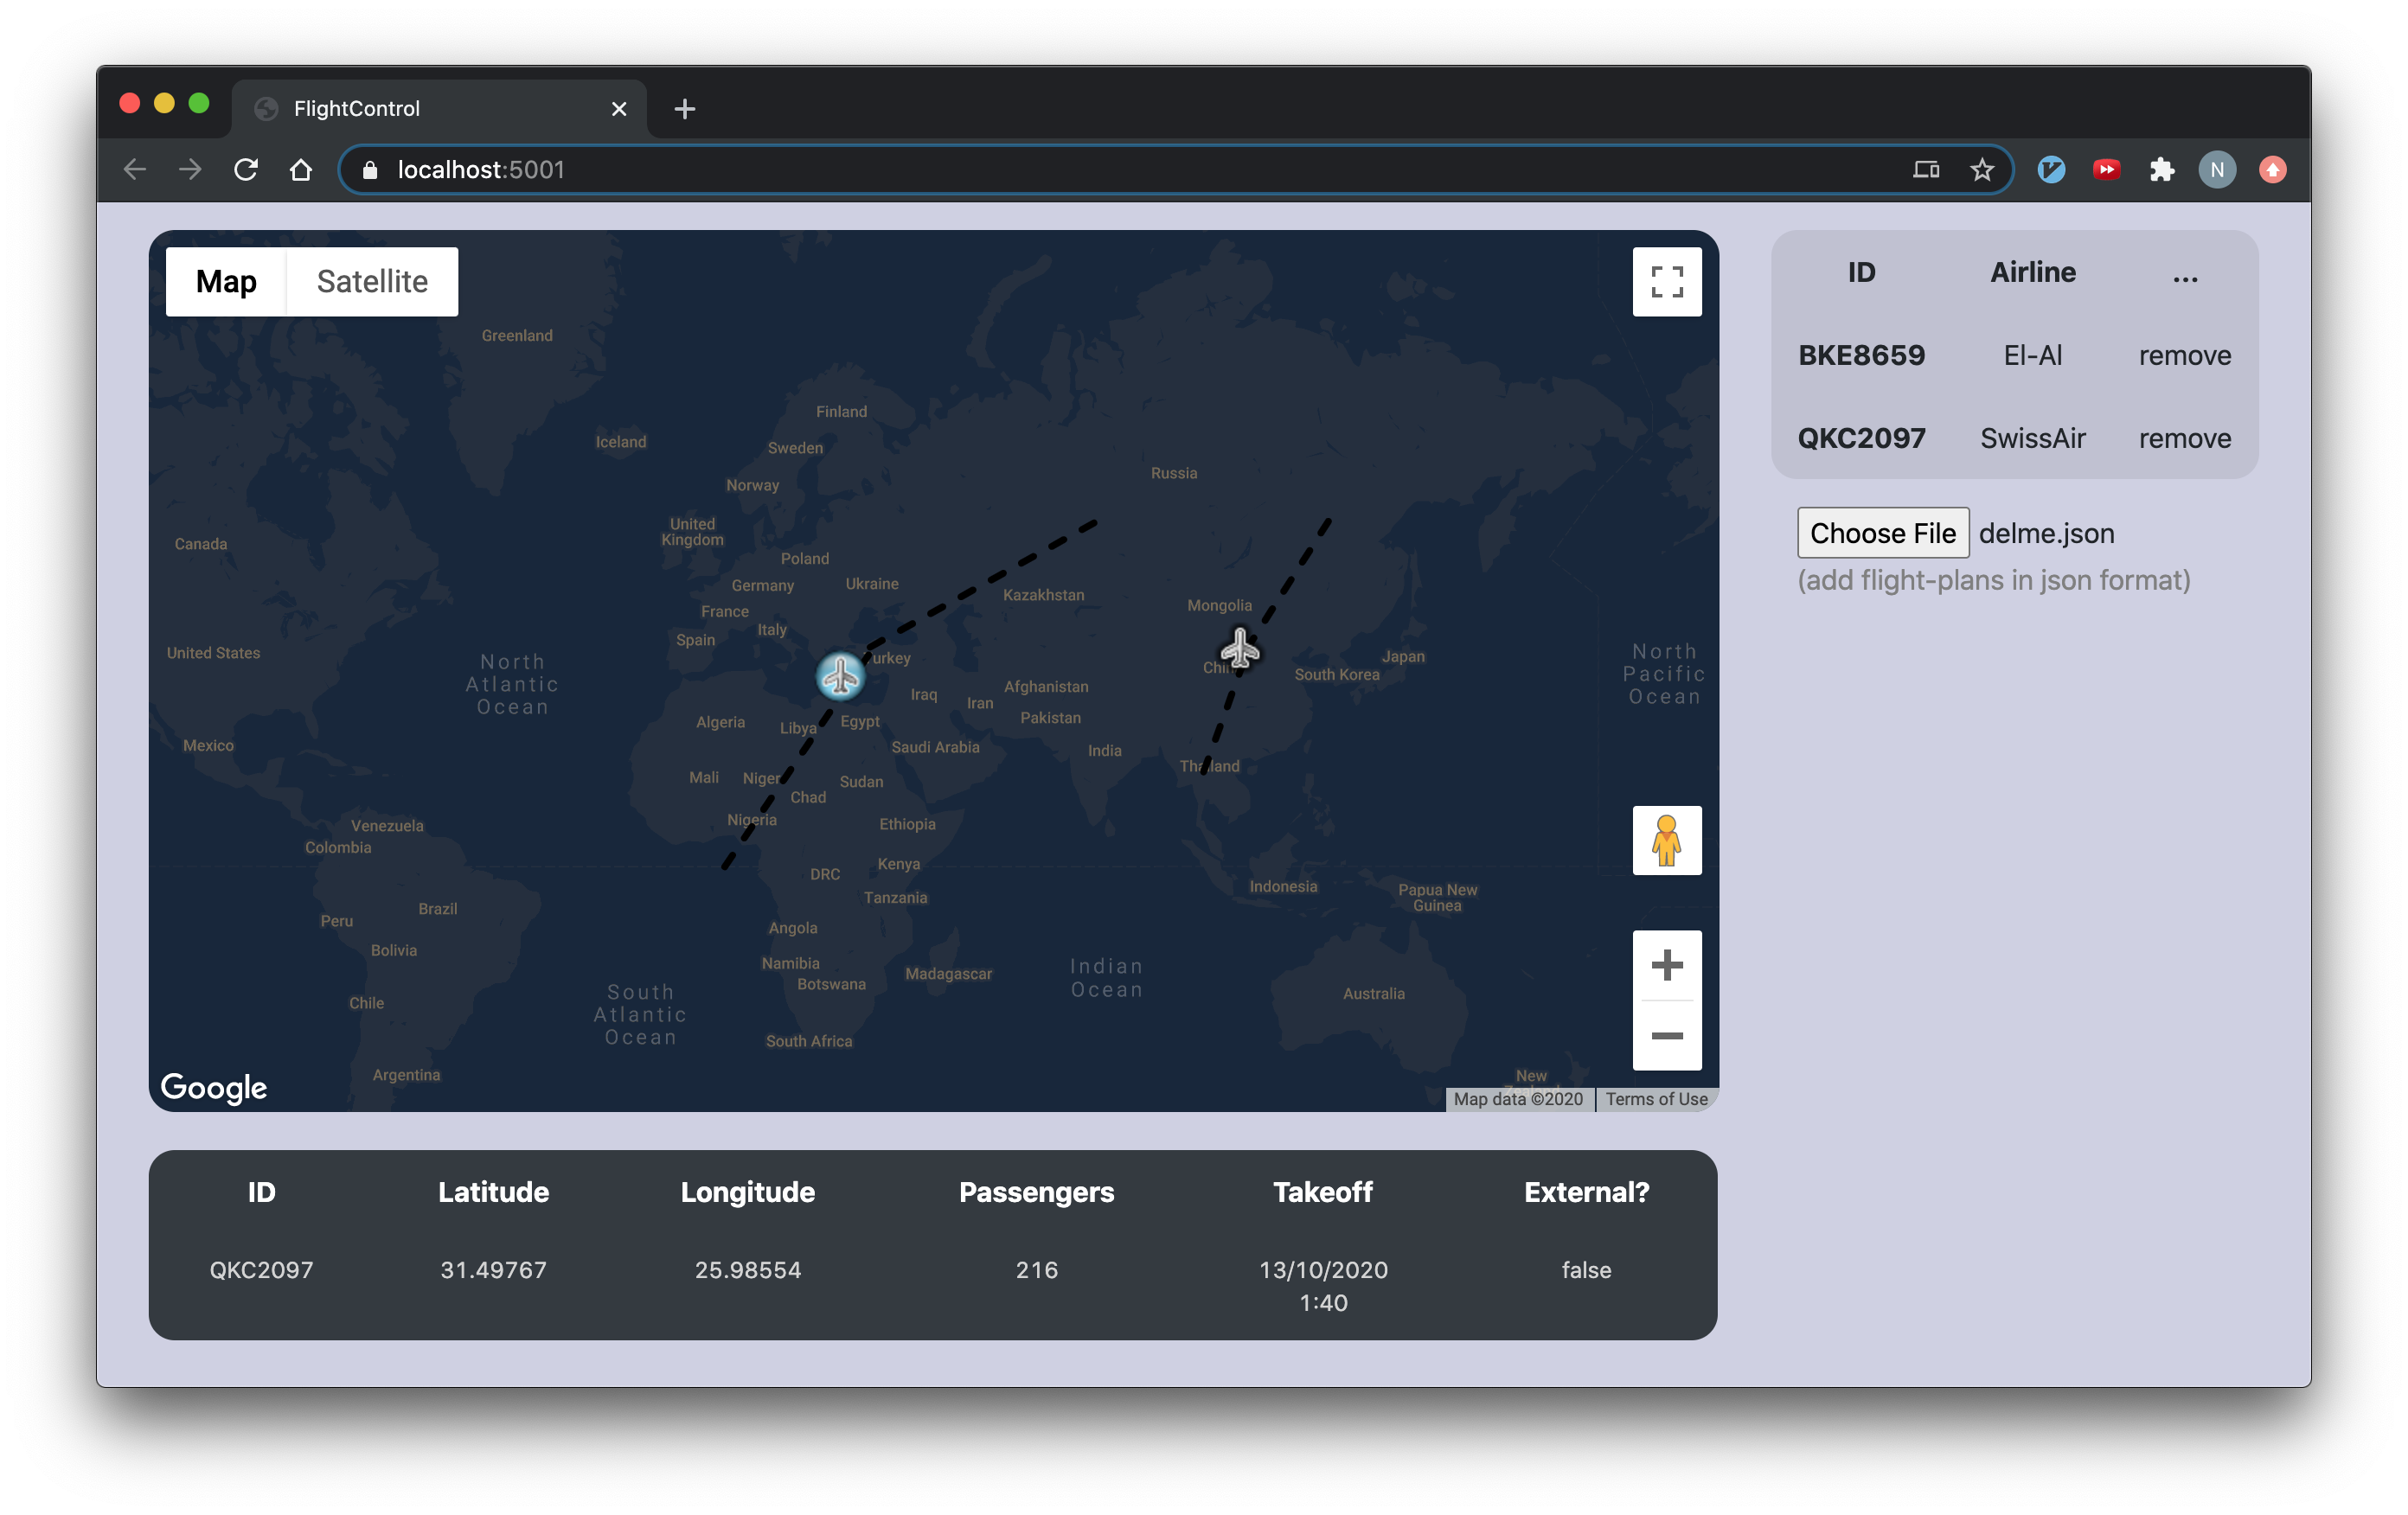 FlightControl
localhost:5001
N
Map Satellite
Greenland
Finland
Iceland
Sweden
Russia
Norway
United
Kingdom
Canada
Poland
Germany
Ukraine
Kazakhstan
Mongolia
France
Italy
Spain
United States
urkey
Japan
North
Atlantic
Ocean
North
Pacific
Ocean
Chin
South Korea
Iraq
Iran
Afghanistan
Pakistan
Algeria
Libya
Egypt
Saudi Arabia
India
Mexico
Thailand
Mali
Niger
Sudan
Chad
Nigeria
Ethiopia
Venezuela
Colombia
Kenya
DRC
Tanzania
Indonesia
Papua New
Guinea
Brazil
Peru
Angola
Bolivia
Namibia
Botswana
Madagascar
Indian
Ocean
Australia
South
Atlantic
Ocean
Chile
South Africa
Argentina
New
Google
Map data ©2020
Terms of Use
ID Airline ...
BKE8659 El-Al remove
QKC2097 SwissAir remove
Choose File delme.json
(add flight-plans in json format)
ID Latitude Longitude Passengers Takeoff External?
QKC2097 31.49767 25.98554 216 13/10/2020 false
1:40